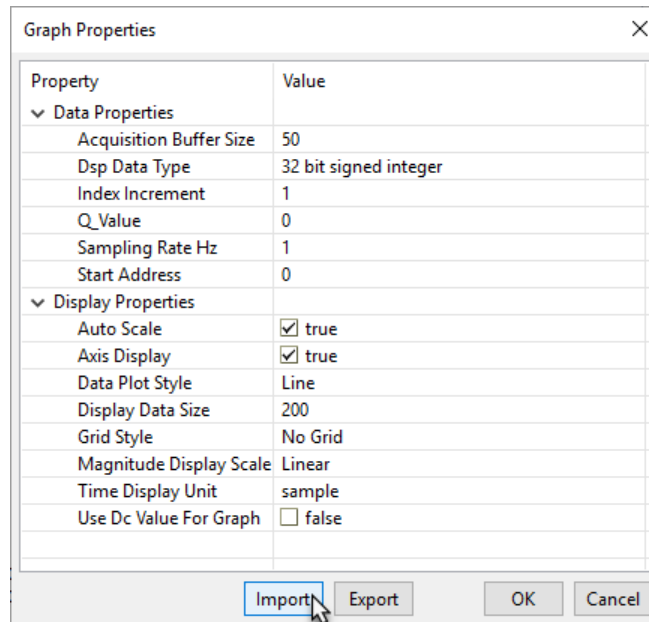 Graph Properties
Property Value
Data Properties
Acquisition Buffer Size 50
Dsp Data Type 32 bit signed integer
Index Increment 1
Q_Value 0
Sampling Rate Hz 1
Start Address 0
Display Properties
Auto Scale true
Axis Display true
Data Plot Style Line
Display Data Size 200
Grid Style No Grid
Magnitude Display Scale Linear
Time Display Unit sample
Use Dc Value For Graph false
Import Export OK Cancel